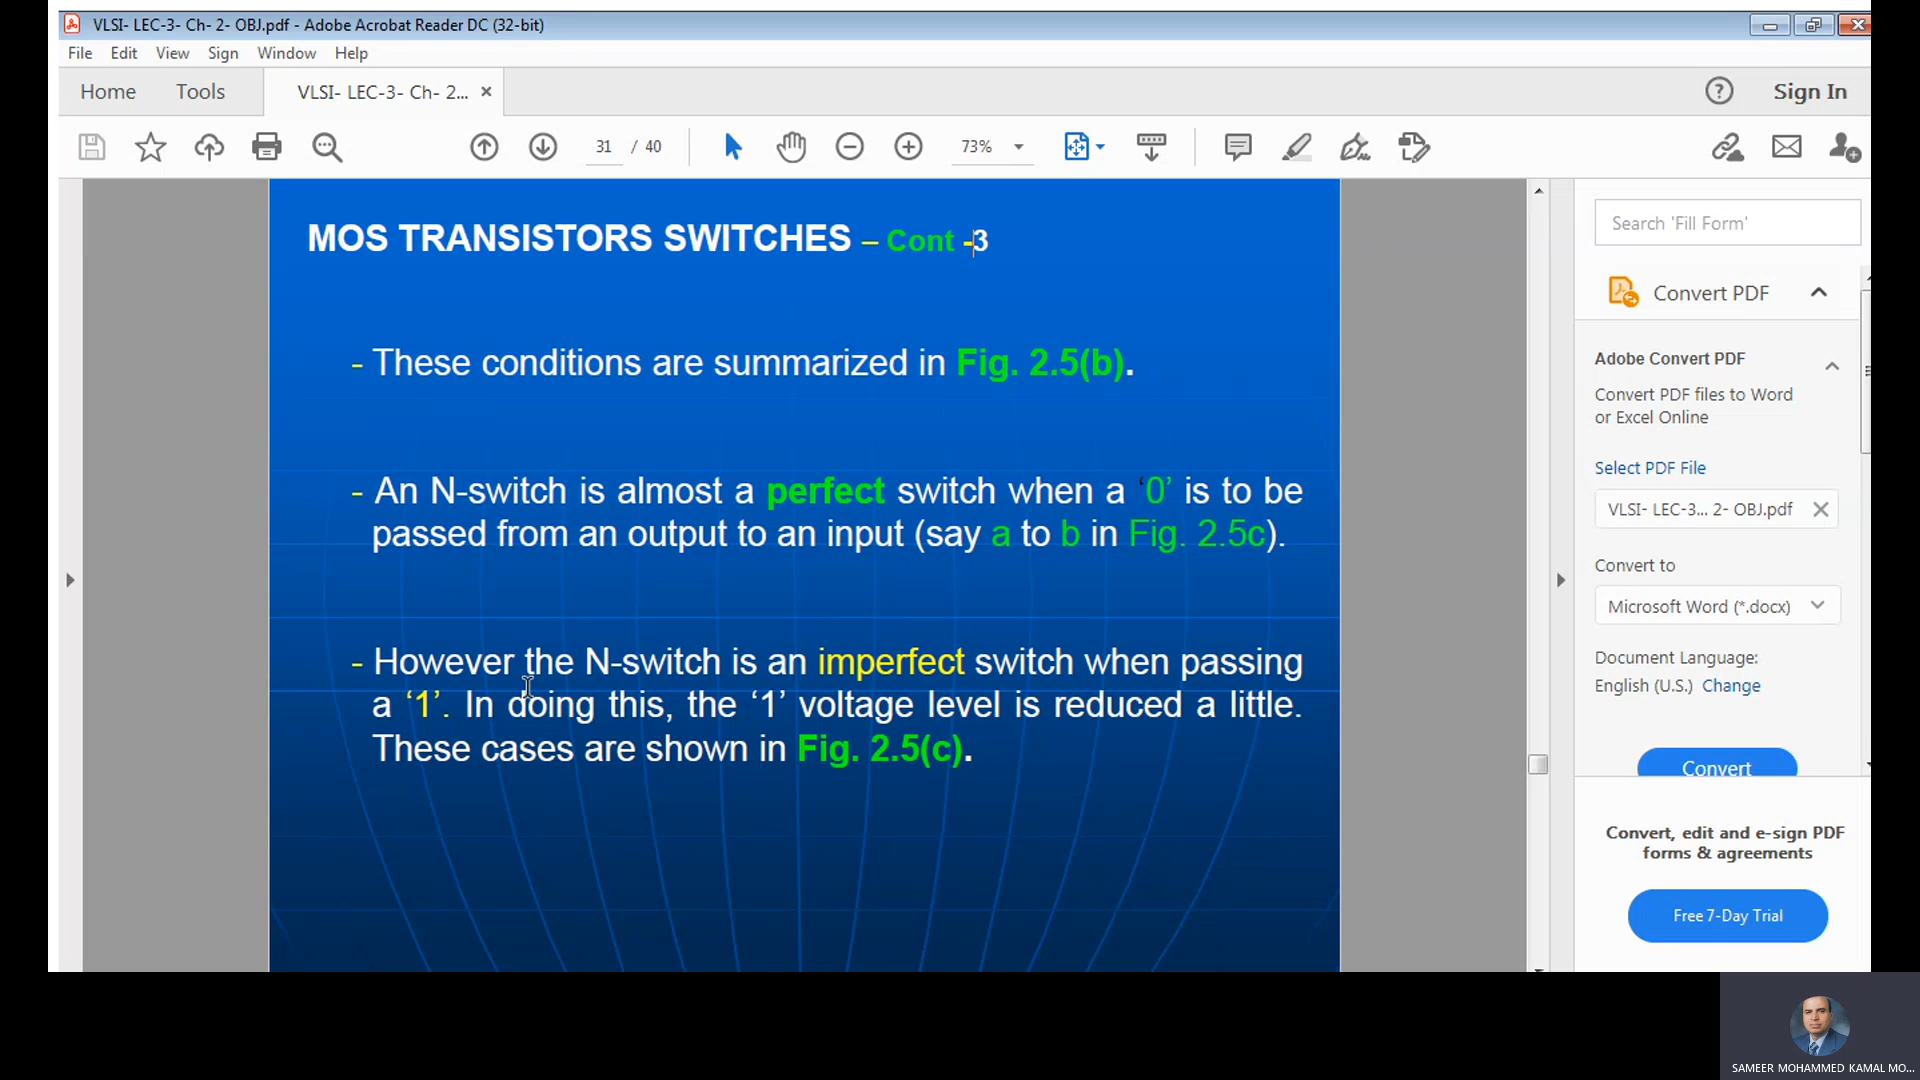 VLSI- LEC-3- Ch- 2- OBJ.pdf - Adobe Acrobat Reader DC (32-bit)
File Edit View Sign Window Help
Home Tools VLSI- LEC-3- Ch- 2... Sign In
31 / 40 73%
MOS TRANSISTORS SWITCHES – Cont -3
- These conditions are summarized in Fig. 2.5(b).
- An N-switch is almost a perfect switch when a ‘0’ is to be
passed from an output to an input (say a to b in Fig. 2.5c).
- However the N-switch is an imperfect switch when passing
a ‘1’. In doing this, the ‘1’ voltage level is reduced a little.
These cases are shown in Fig. 2.5(c).
Search 'Fill Form'
Convert PDF
Adobe Convert PDF
Convert PDF files to Word
or Excel Online
Select PDF File
VLSI- LEC-3... 2- OBJ.pdf
Convert to
Microsoft Word (*.docx)
Document Language:
English (U.S.) Change
Convert
Convert, edit and e-sign PDF
forms & agreements
Free 7-Day Trial
SAMEER MOHAMMED KAMAL MO...